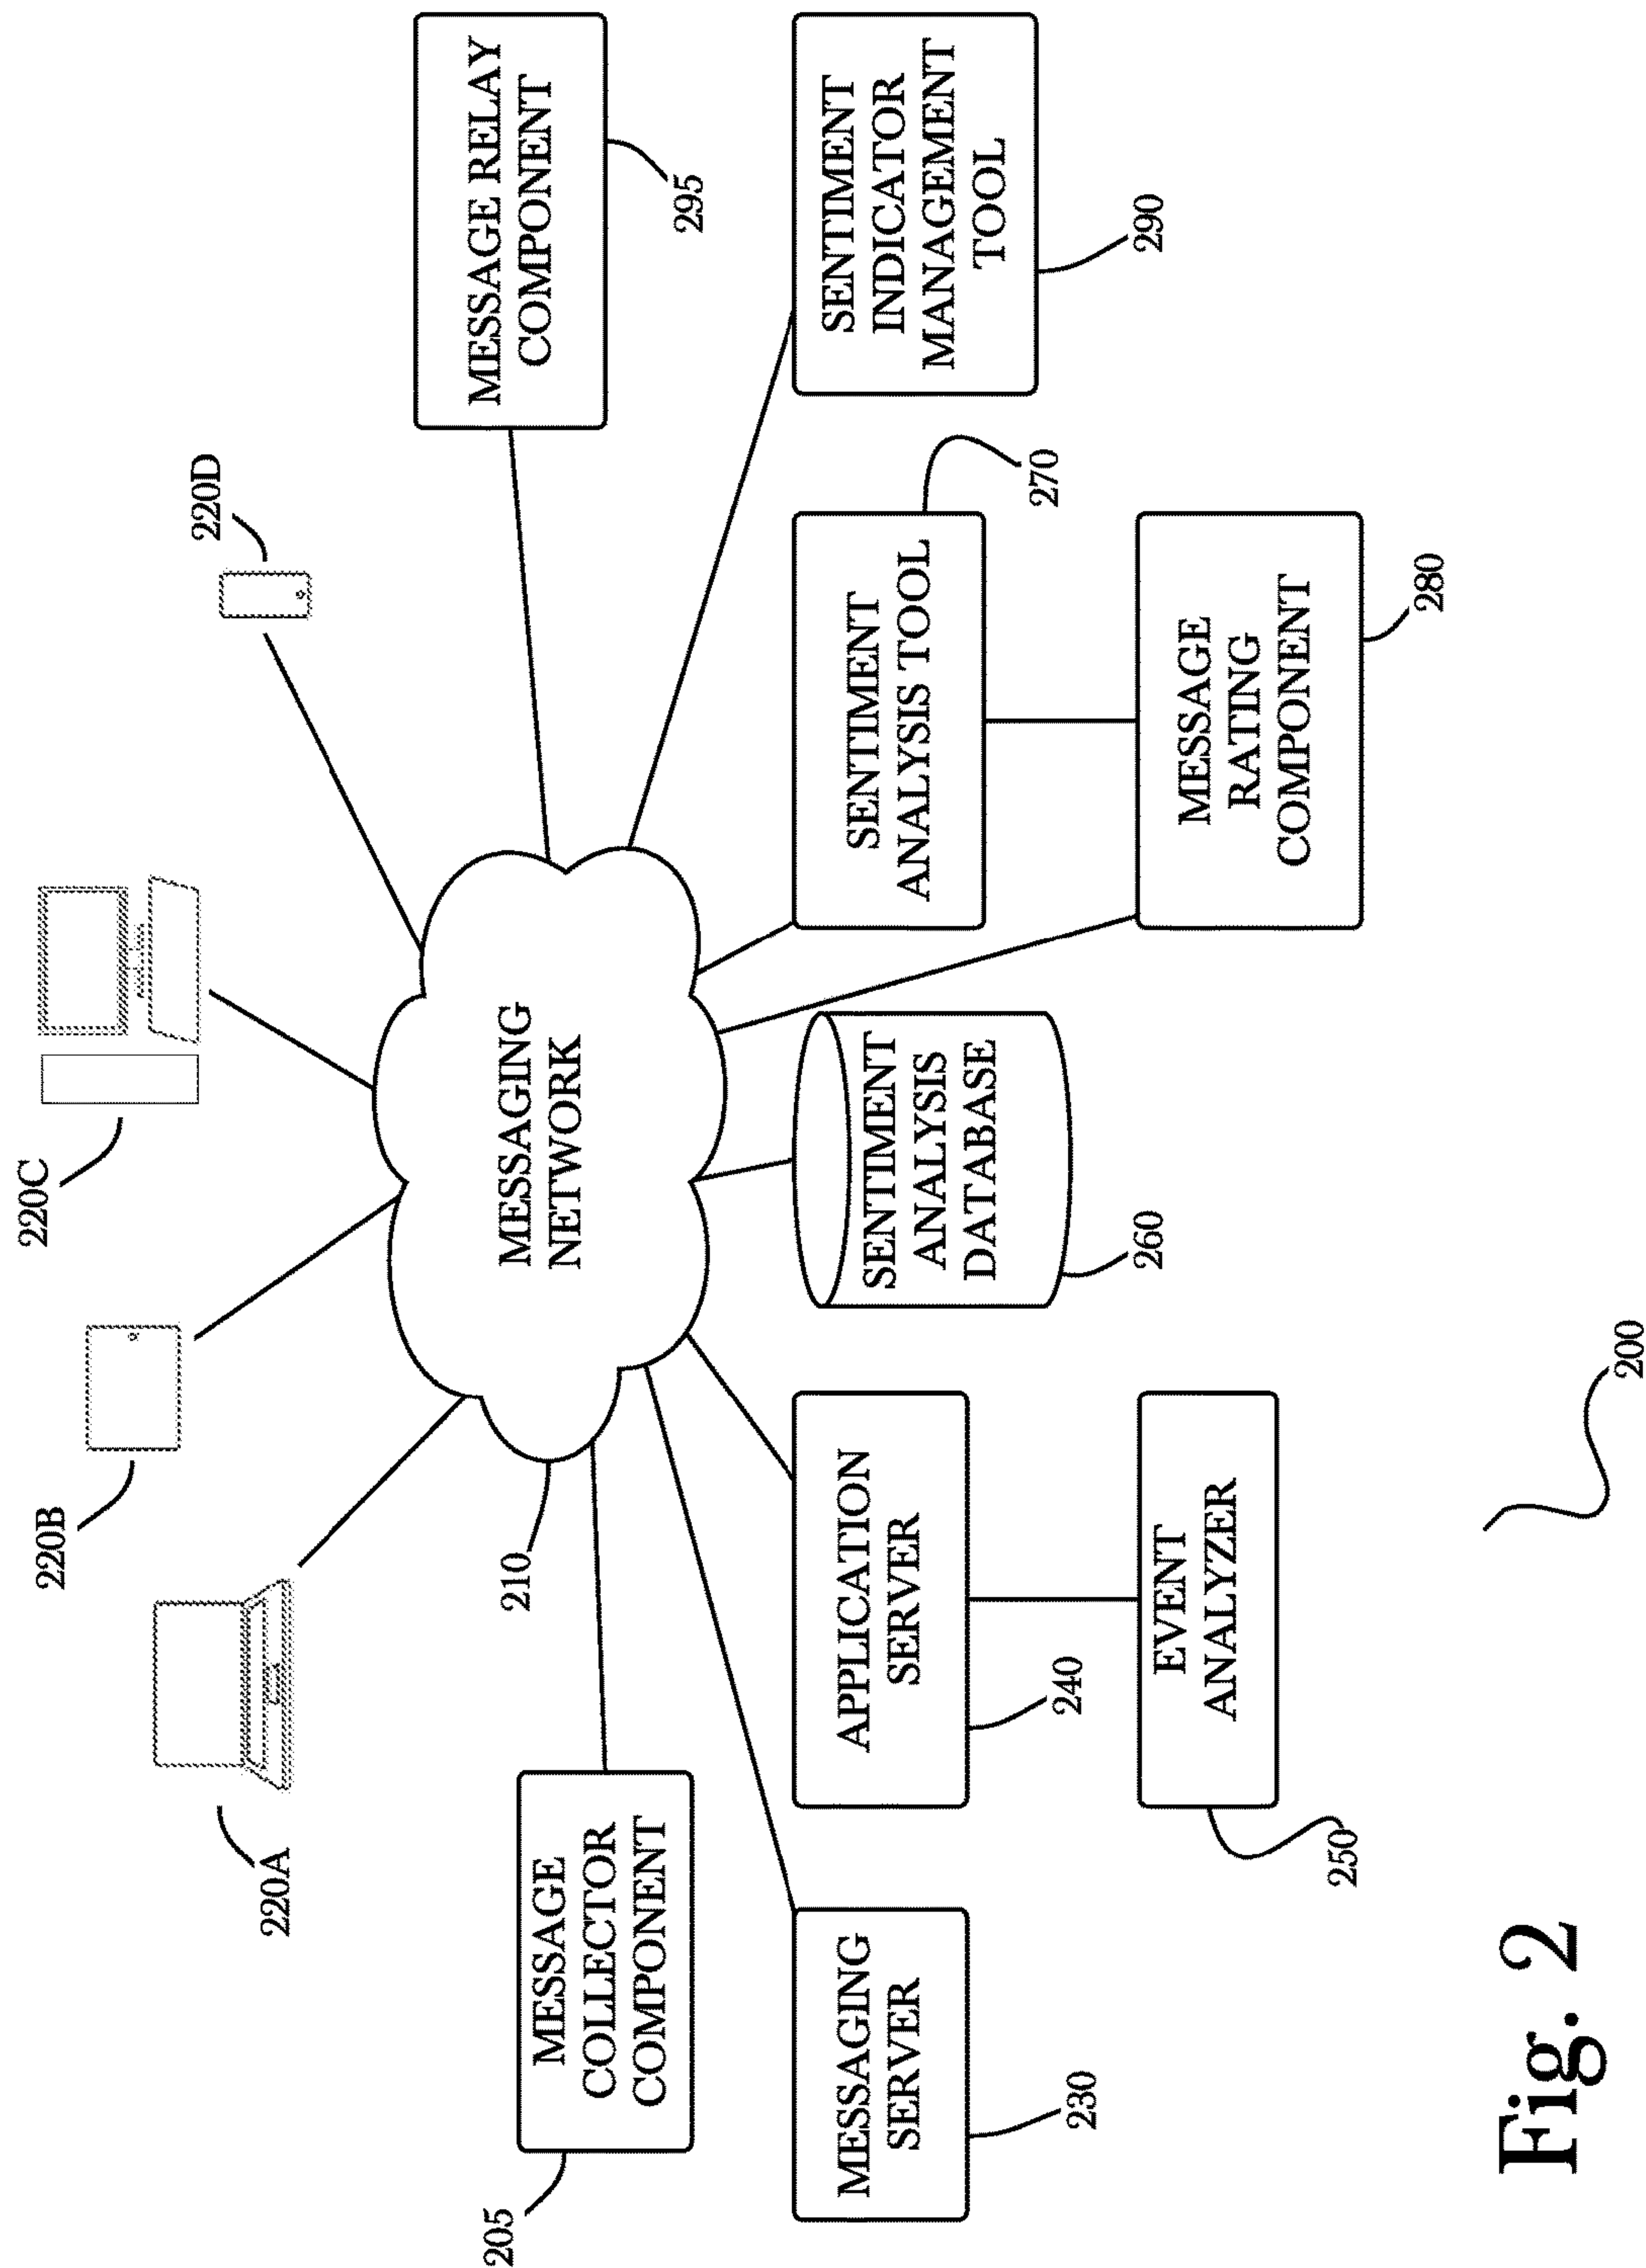 220A
220B
220C
220D
205
MESSAGE
COLLECTOR
COMPONENT
210
MESSAGING
NETWORK
MESSAGE RELAY
COMPONENT
295
MESSAGING
SERVER
230
APPLICATION
SERVER
240
SENTIMENT
ANALYSIS
DATABASE
260
SENTIMENT
ANALYSIS TOOL
270
SENTIMENT
INDICATOR
MANAGEMENT
TOOL
290
EVENT
ANALYZER
250
MESSAGE
RATING
COMPONENT
280
200
Fig. 2